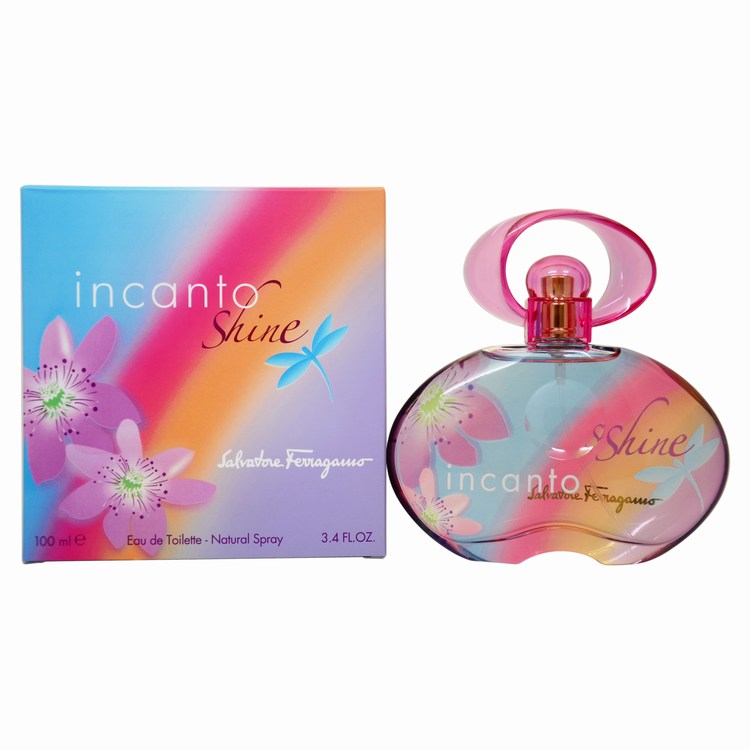 incanto
Shine
Salvatore Ferragamo
100 ml e Eau de Toilette - Natural Spray 3.4 FL.OZ.
Shine
incanto
Salvatore Ferragamo